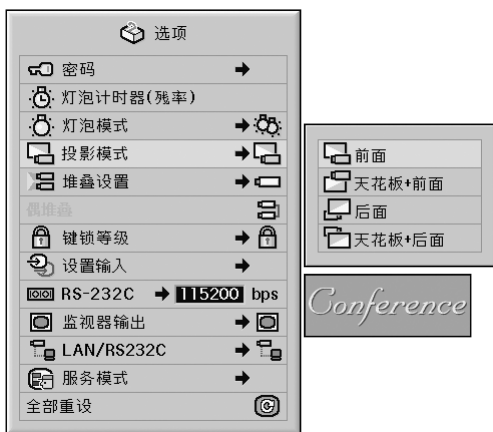 选项
密码
灯泡计时器(残率)
灯泡模式
投影模式
堆叠设置
偶堆叠
键锁等级
设置输入
RS-232C 115200 bps
监视器输出
LAN/RS232C
服务模式
全部重设
前面
天花板+前面
后面
天花板+后面
Conference